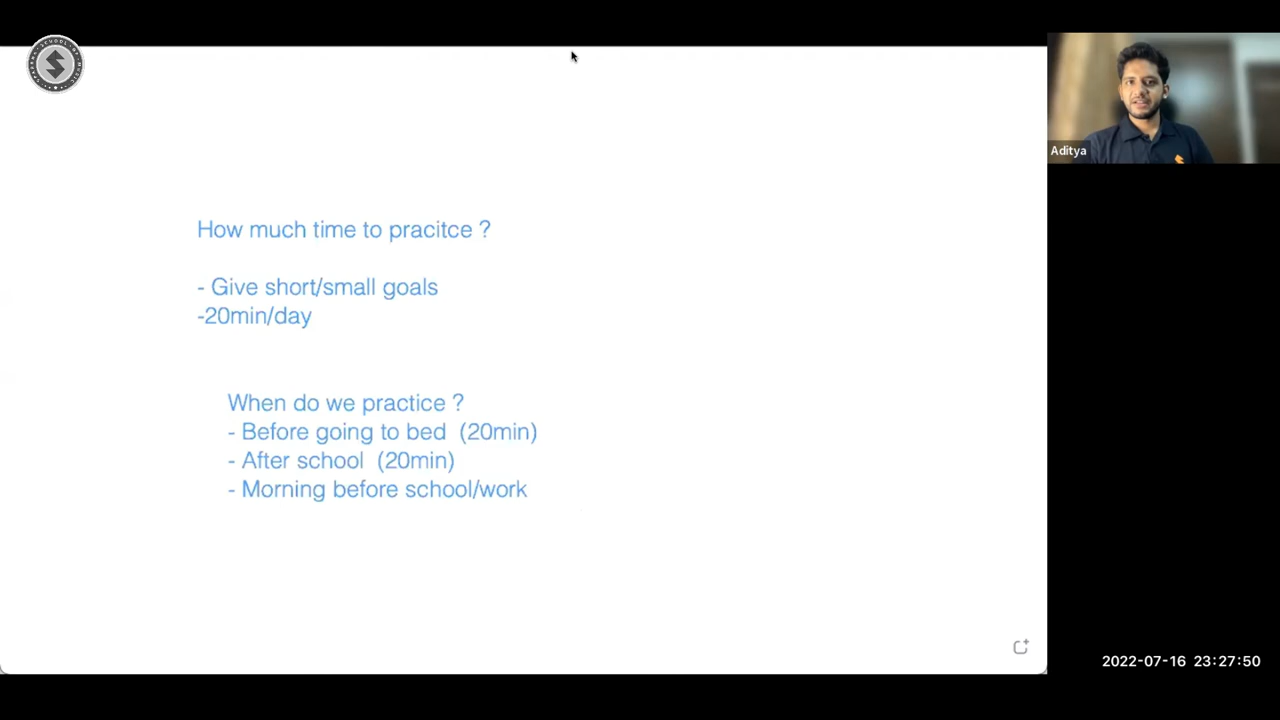 How much time to pracitce ?
- Give short/small goals
-20min/day
When do we practice ?
- Before going to bed (20min)
- After school (20min)
- Morning before school/work
Aditya
2022-07-16 23:27:50